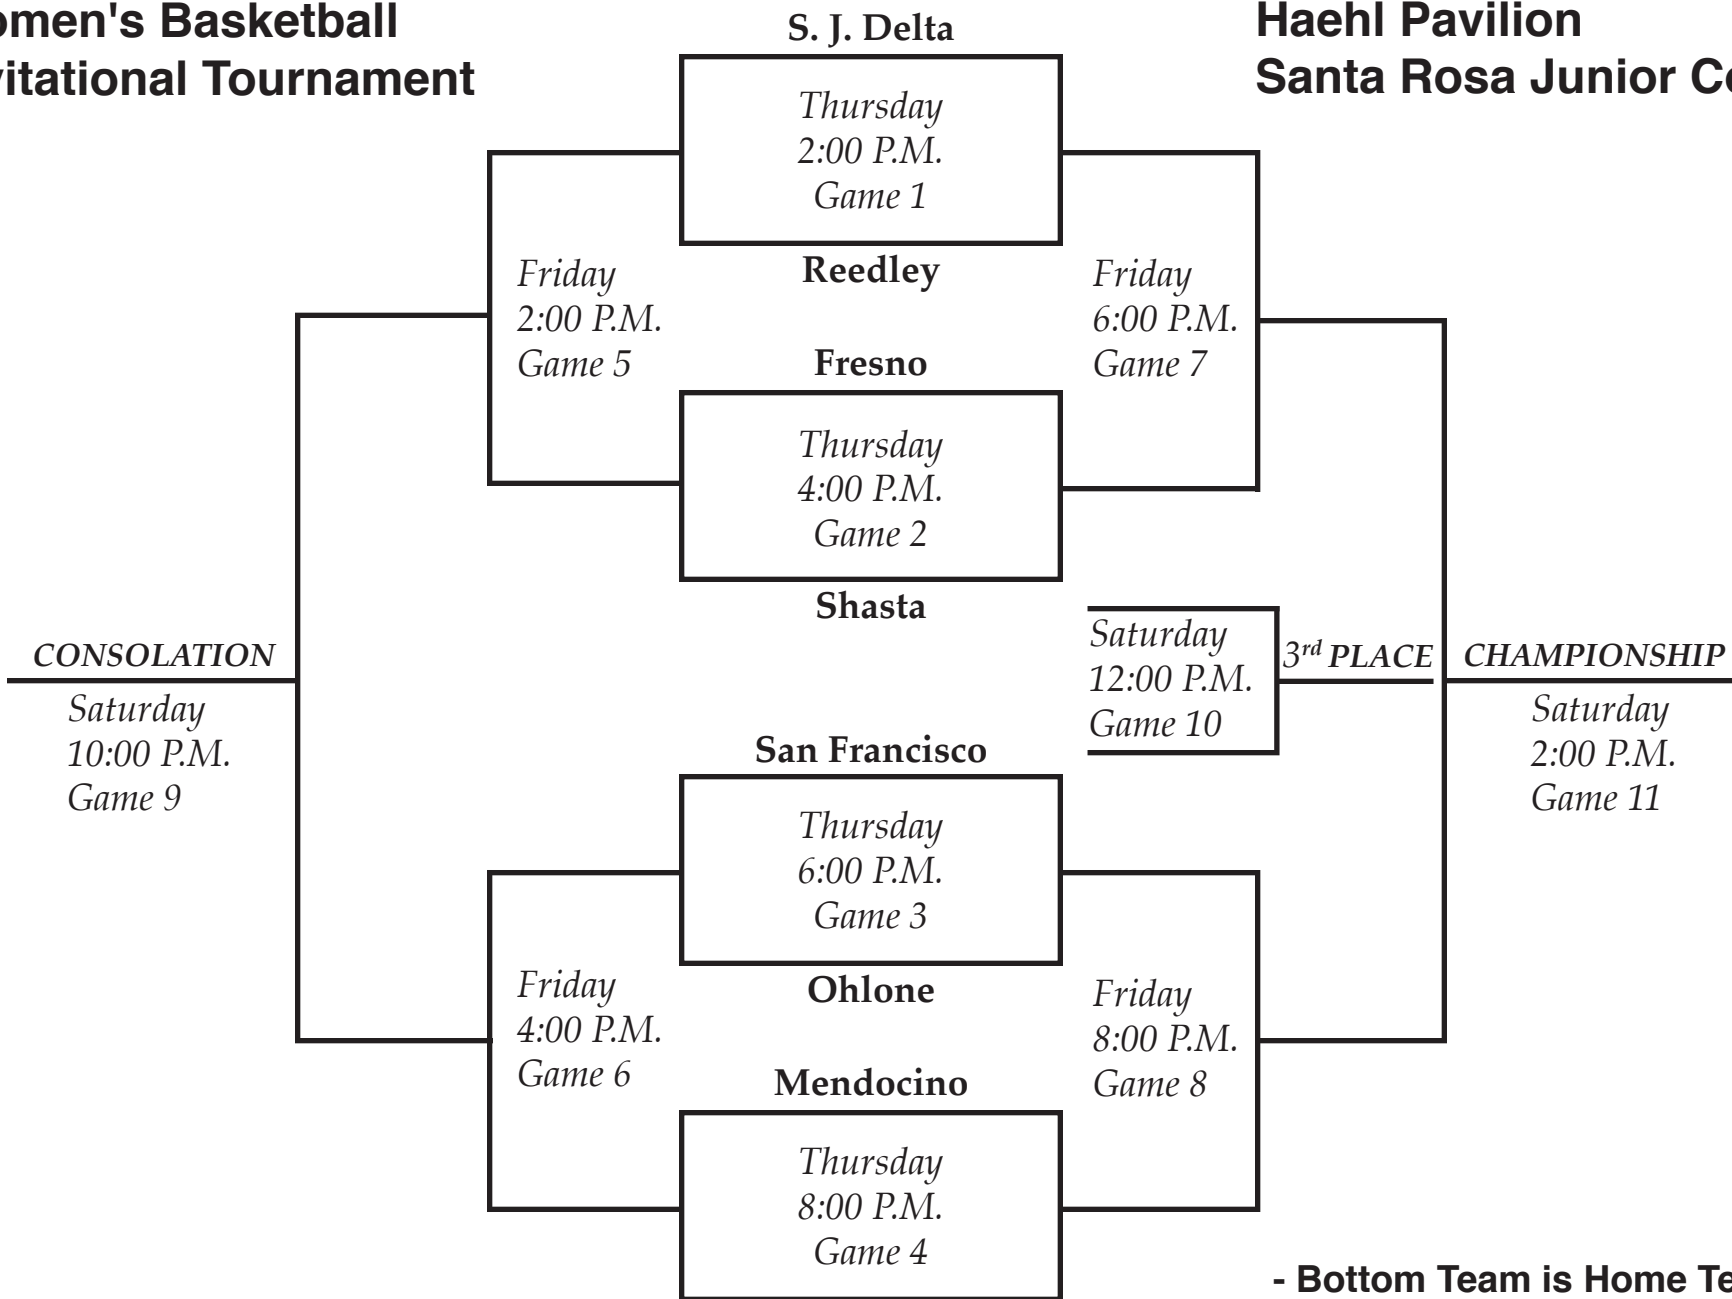 omen's Basketball
vitational Tournament
Haehl Pavilion
Santa Rosa Junior Co
S. J. Delta
Thursday
2:00 P.M.
Game 1
Reedley
Friday
2:00 P.M.
Game 5
Friday
6:00 P.M.
Game 7
Fresno
Thursday
4:00 P.M.
Game 2
Shasta
CONSOLATION
Saturday
10:00 P.M.
Game 9
Saturday
12:00 P.M.
Game 10
3rd PLACE
CHAMPIONSHIP
Saturday
2:00 P.M.
Game 11
San Francisco
Thursday
6:00 P.M.
Game 3
Ohlone
Friday
4:00 P.M.
Game 6
Friday
8:00 P.M.
Game 8
Mendocino
Thursday
8:00 P.M.
Game 4
- Bottom Team is Home Te